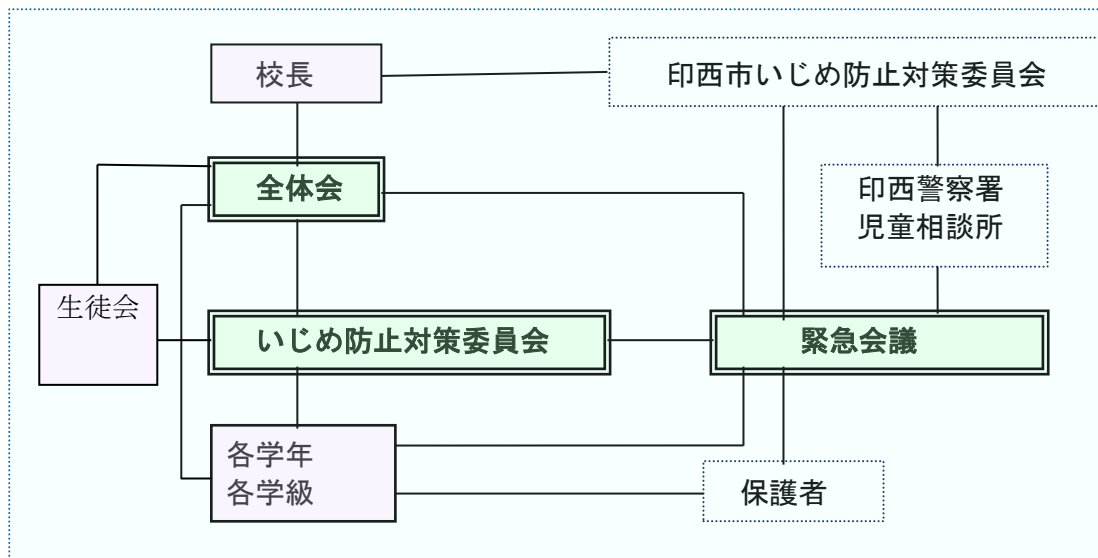 校長
印西市いじめ防止対策委員会
全体会
印西警察署
児童相談所
生徒会
いじめ防止対策委員会
緊急会議
各学年
各学級
保護者